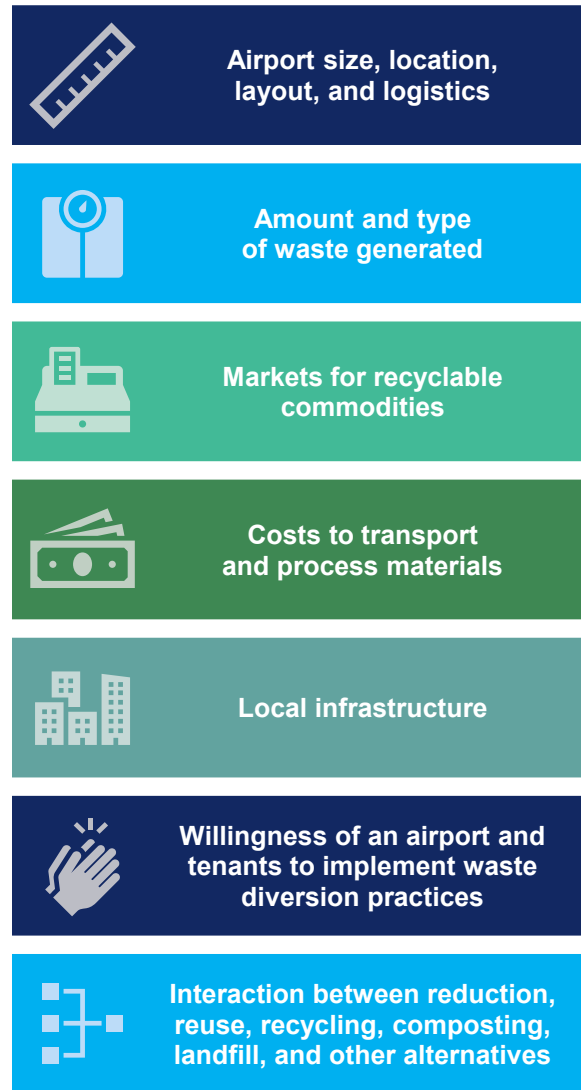 Airport size, location,
layout, and logistics
Amount and type
of waste generated
Markets for recyclable
commodities
Costs to transport
and process materials
Local infrastructure
Willingness of an airport and
tenants to implement waste
diversion practices
Interaction between reduction,
reuse, recycling, composting,
landfill, and other alternatives